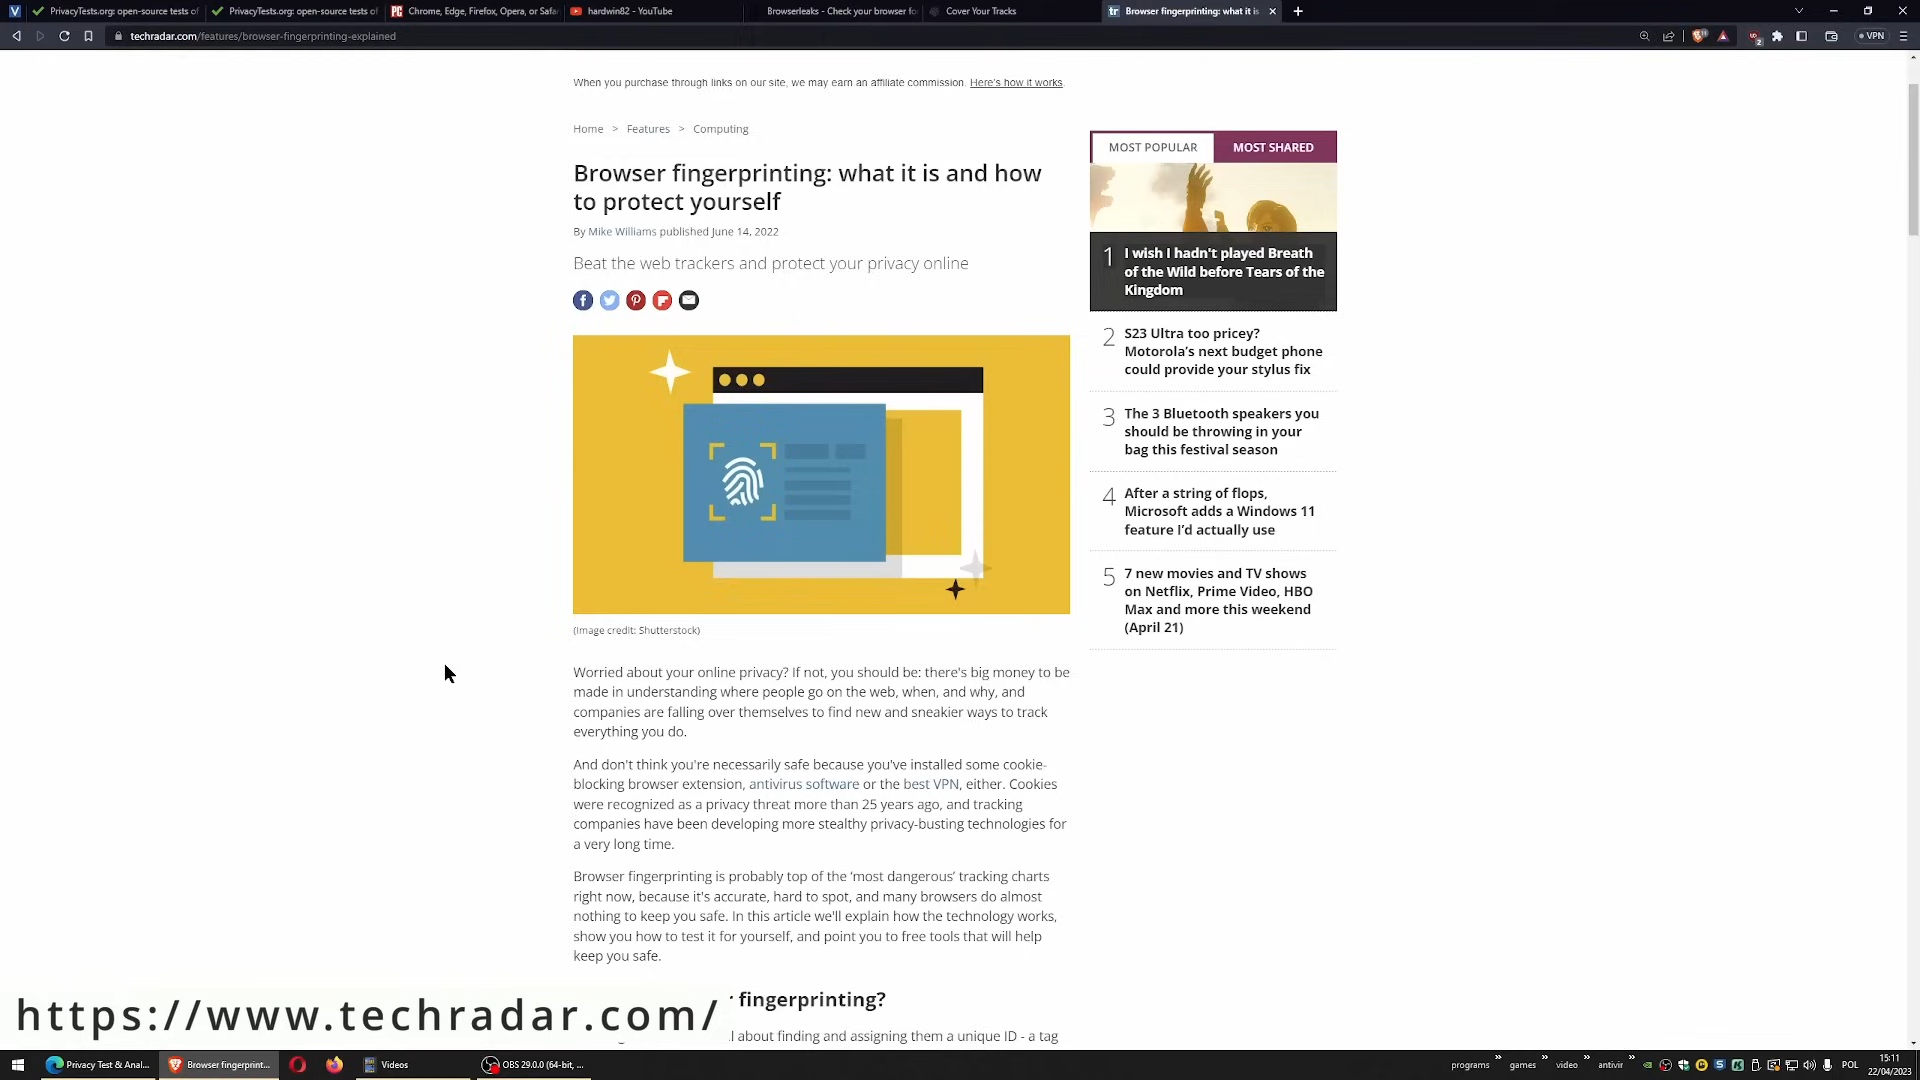 PrivacyTests.org: open-source tests of
PrivacyTests.org: open-source tests of
Chrome, Edge, Firefox, Opera, or Safa
hardwin82 - YouTube
Browserleaks - Check your browser fo
Cover Your Tracks
Browser fingerprinting: what it is
techradar.com/features/browser-fingerprinting-explained
VPN
When you purchase through links on our site, we may earn an affiliate commission. Here's how it works.
Home > Features > Computing
Browser fingerprinting: what it is and how
to protect yourself
By Mike Williams published June 14, 2022
Beat the web trackers and protect your privacy online
(Image credit: Shutterstock)
Worried about your online privacy? If not, you should be: there's big money to be
made in understanding where people go on the web, when, and why, and
companies are falling over themselves to find new and sneakier ways to track
everything you do.
And don't think you're necessarily safe because you've installed some cookie-
blocking browser extension, antivirus software or the best VPN, either. Cookies
were recognized as a privacy threat more than 25 years ago, and tracking
companies have been developing more stealthy privacy-busting technologies for
a very long time.
Browser fingerprinting is probably top of the ‘most dangerous’ tracking charts
right now, because it's accurate, hard to spot, and many browsers do almost
nothing to keep you safe. In this article we'll explain how the technology works,
show you how to test it for yourself, and point you to free tools that will help
keep you safe.
fingerprinting?
about finding and assigning them a unique ID - a tag
MOST POPULAR
MOST SHARED
1
I wish I hadn't played Breath
of the Wild before Tears of the
Kingdom
2
S23 Ultra too pricey?
Motorola’s next budget phone
could provide your stylus fix
3
The 3 Bluetooth speakers you
should be throwing in your
bag this festival season
4
After a string of flops,
Microsoft adds a Windows 11
feature I’d actually use
5
7 new movies and TV shows
on Netflix, Prime Video, HBO
Max and more this weekend
(April 21)
https://www.techradar.com/
Privacy Test & Anal...
Browser fingerprint...
Videos
OBS 29.0.0 (64-bit, ...
programs
games
video
antivir
POL
15:11
22/04/2023